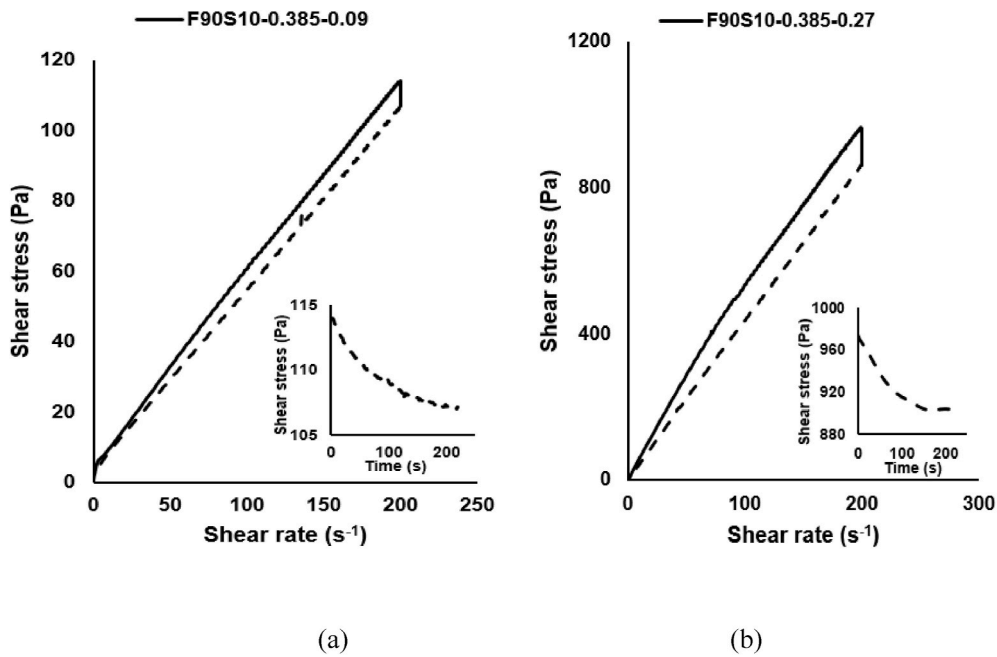 F90S10-0.385-0.09
120
100
80
60
40
20
0
Shear stress (Pa)
0 50 100 150 200 250
Shear rate (s⁻¹)
115
110
105
Shear stress (Pa)
0 100 200
Time (s)
(a)
F90S10-0.385-0.27
1200
800
400
0
Shear stress (Pa)
0 100 200 300
Shear rate (s⁻¹)
1000
960
920
880
Shear stress (Pa)
0 100 200
Time (s)
(b)